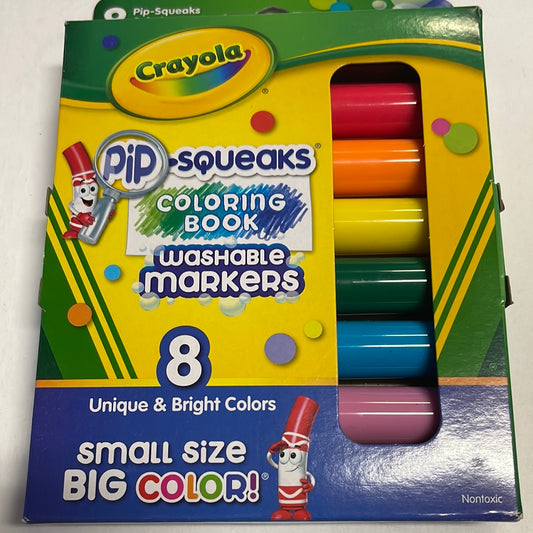 8 Pip-Squeaks
Crayola®
PiP-SQUEAKS®
COLORING
BOOK
WASHABLE
MARKERS
8
Unique & Bright Colors
SMALL SIZE
BIG COLOR!®
Nontoxic